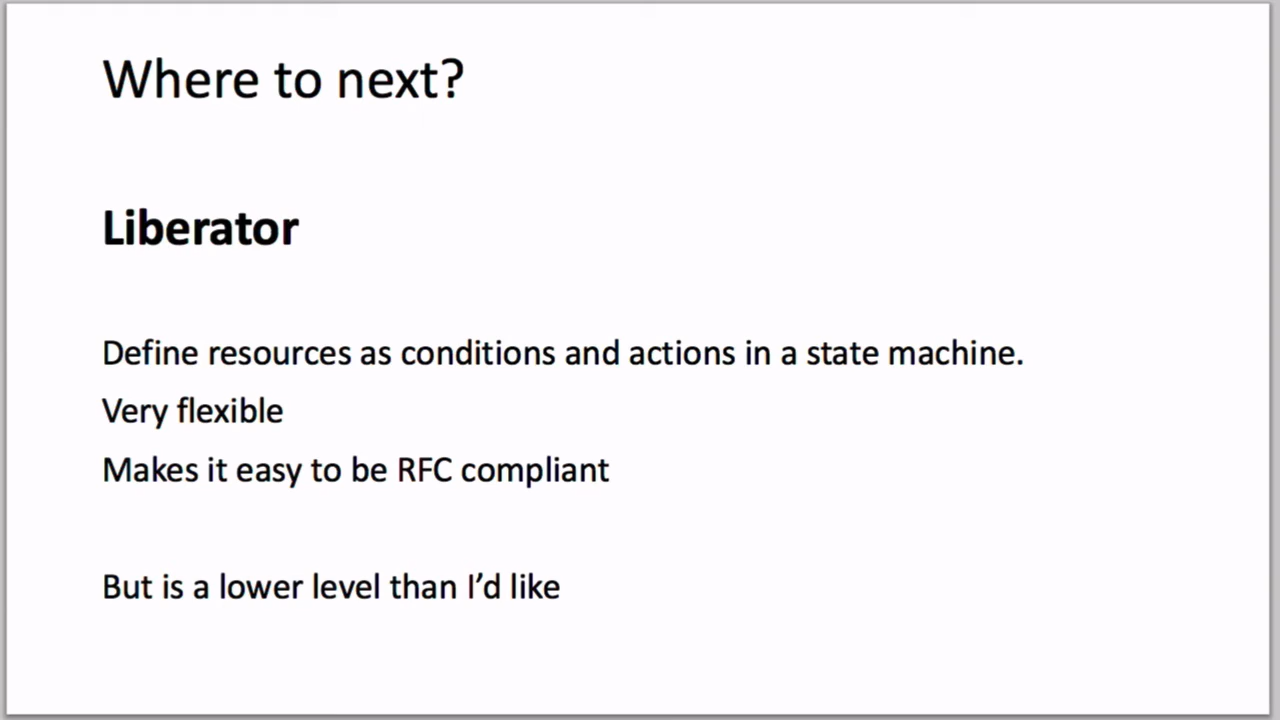 Where to next?
Liberator
Define resources as conditions and actions in a state machine.
Very flexible
Makes it easy to be RFC compliant
But is a lower level than I’d like